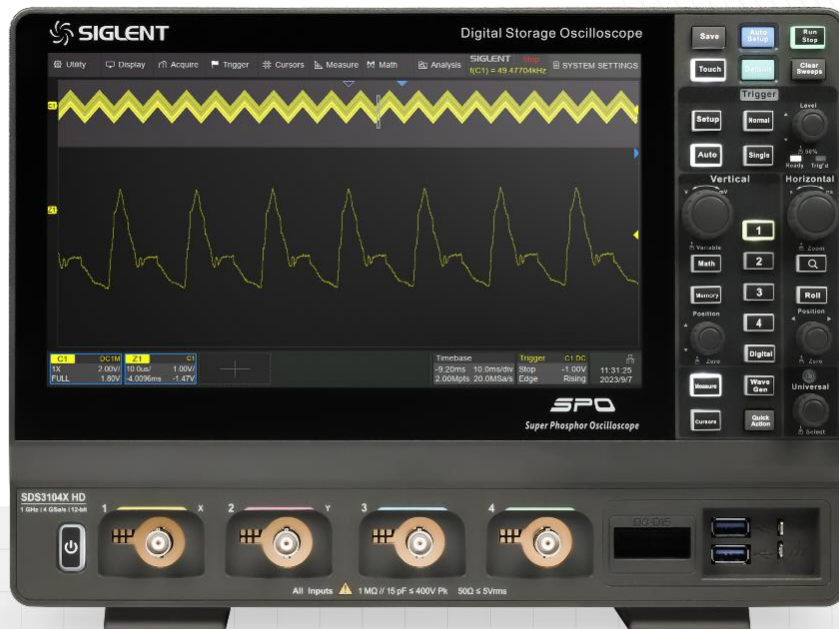 SIGLENT
Digital Storage Oscilloscope
Utility Display Acquire Trigger Cursors Measure Math Analysis SIGLENT Stop SYSTEM SETTINGS
f(C1) = 49.47704kHz
C1
Z1
C1 DC1M
1X 2.00V/
FULL 1.80V
Z1 C1
10.0us/ 1.00V/
-4.0096ms -1.47V
Timebase
-9.20ms 10.0ms/div
2.00Mpts 20.0MSa/s
Trigger C1 DC
Stop -1.00V
Edge Rising
11:31:25
2023/9/7
SPO
Super Phosphor Oscilloscope
Save
Auto Setup
Run Stop
Touch
Default
Clear Sweeps
Trigger
Setup
Normal
Level
Auto
Single
50%
Ready Trig'd
Vertical
Horizontal
V mV
s ns
Variable
1
Zoom
Math
2
Memory
3
Roll
Position
4
Position
Zero
Digital
Zero
Measure
Wave Gen
Universal
Cursors
Quick Action
Select
SDS3104X HD
1 GHz | 4 GSa/s | 12-bit
1 X
2 Y
3
4
All Inputs 1 MΩ // 15 pF ≤ 400V Pk 50Ω ≤ 5Vrms